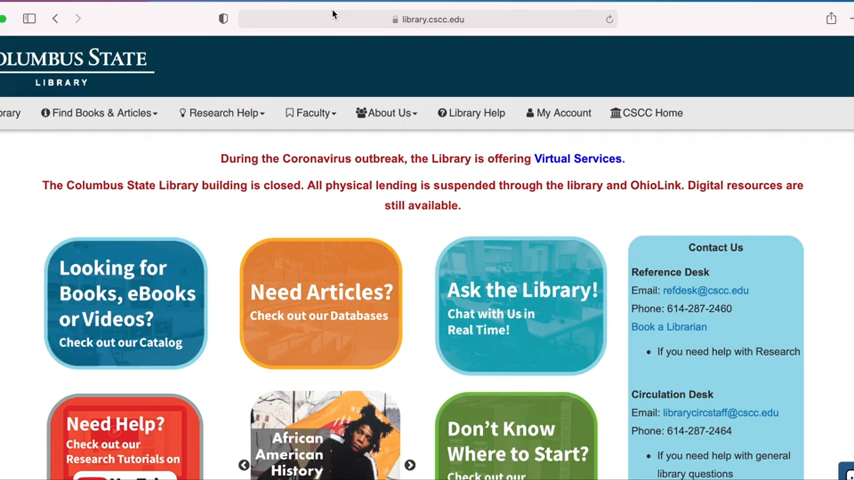 library.cscc.edu
OLUMBUS STATE
LIBRARY
rary Find Books & Articles Research Help Faculty About Us Library Help My Account CSCC Home
During the Coronavirus outbreak, the Library is offering Virtual Services.
The Columbus State Library building is closed. All physical lending is suspended through the library and OhioLink. Digital resources are
still available.
Looking for
Books, eBooks
or Videos?
Check out our Catalog
Need Articles?
Check out our Databases
Ask the Library!
Chat with Us in
Real Time!
Contact Us
Reference Desk
Email: refdesk@cscc.edu
Phone: 614-287-2460
Book a Librarian
If you need help with Research
Circulation Desk
Email: librarycircstaff@cscc.edu
Phone: 614-287-2464
If you need help with general
library questions
Need Help?
Check out our
Research Tutorials on
African
American
History
Don't Know
Where to Start?
Check out our